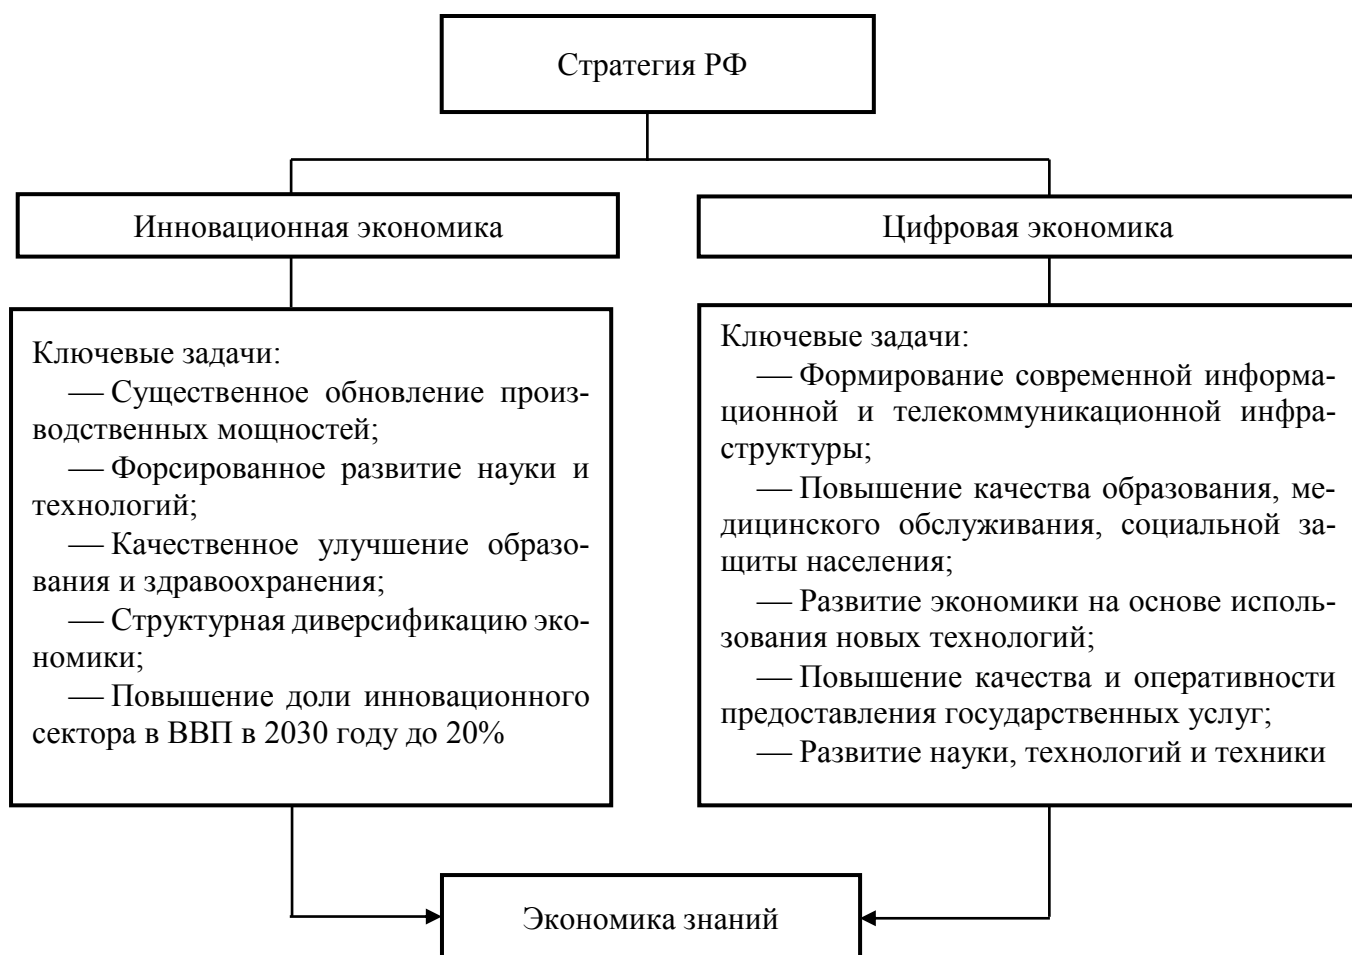 Стратегия РФ
Инновационная экономика
Цифровая экономика
Ключевые задачи:
— Существенное обновление произ-
водственных мощностей;
— Форсированное развитие науки и
технологий;
— Качественное улучшение образо-
вания и здравоохранения;
— Структурная диверсификацию эко-
номики;
— Повышение доли инновационного
сектора в ВВП в 2030 году до 20%
Ключевые задачи:
— Формирование современной информа-
ционной и телекоммуникационной инфра-
структуры;
— Повышение качества образования, ме-
дицинского обслуживания, социальной за-
щиты населения;
— Развитие экономики на основе исполь-
зования новых технологий;
— Повышение качества и оперативности
предоставления государственных услуг;
— Развитие науки, технологий и техники
Экономика знаний